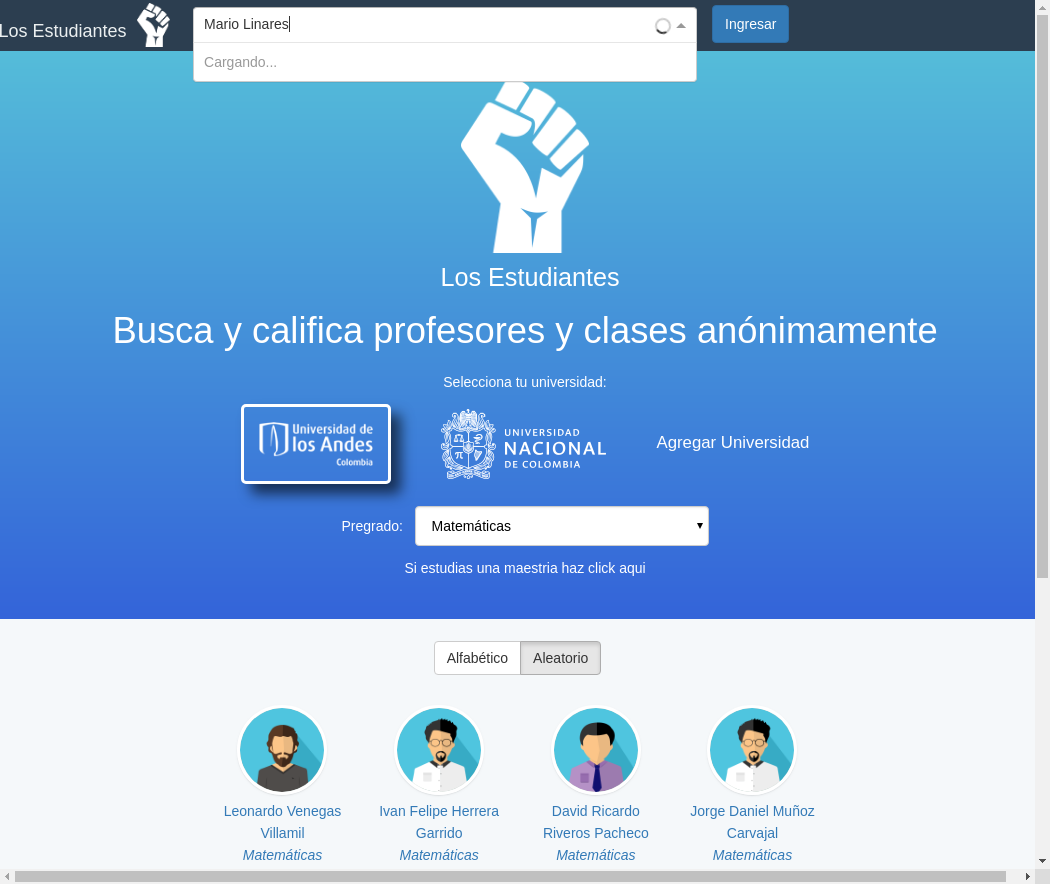 Los Estudiantes
Mario Linares
Ingresar
Cargando...
Los Estudiantes
Busca y califica profesores y clases anónimamente
Selecciona tu universidad:
Universidad de
los Andes
Colombia
UNIVERSIDAD
NACIONAL
DE COLOMBIA
Agregar Universidad
Pregrado:
Matemáticas
Si estudias una maestria haz click aqui
Alfabético
Aleatorio
Leonardo Venegas
Villamil
Matemáticas
Ivan Felipe Herrera
Garrido
Matemáticas
David Ricardo
Riveros Pacheco
Matemáticas
Jorge Daniel Muñoz
Carvajal
Matemáticas